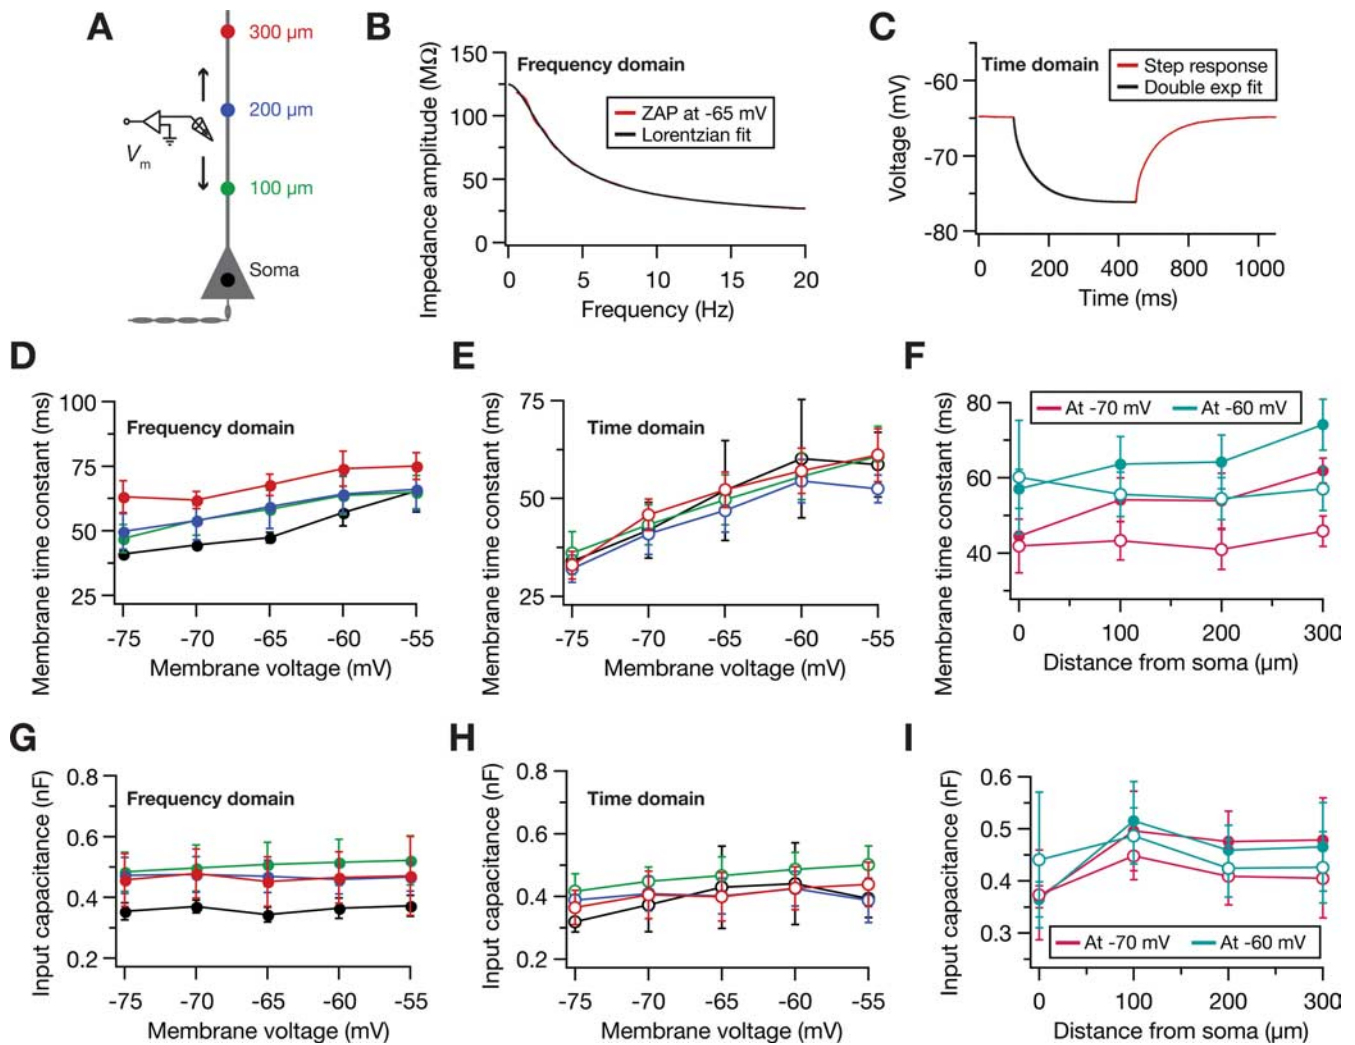 A
300 µm
200 µm
100 µm
Vm
Soma
B
Frequency domain
ZAP at -65 mV
Lorentzian fit
Impedance amplitude (MΩ)
150
100
50
0
0 5 10 15 20
Frequency (Hz)
C
Time domain
Step response
Double exp fit
Voltage (mV)
-60
-70
-80
0 200 400 800 1000
Time (ms)
D
Frequency domain
Membrane time constant (ms)
100
75
50
25
-75 -70 -65 -60 -55
Membrane voltage (mV)
E
Time domain
Membrane time constant (ms)
75
50
25
-75 -70 -65 -60 -55
Membrane voltage (mV)
F
At -70 mV At -60 mV
Membrane time constant (ms)
80
60
40
0 100 200 300
Distance from soma (µm)
G
Frequency domain
Input capacitance (nF)
0.8
0.6
0.4
0.2
-75 -70 -65 -60 -55
Membrane voltage (mV)
H
Time domain
Input capacitance (nF)
0.8
0.6
0.4
0.2
-75 -70 -65 -60 -55
Membrane voltage (mV)
I
Input capacitance (nF)
0.6
0.5
0.4
0.3
At -70 mV At -60 mV
0 100 200 300
Distance from soma (µm)